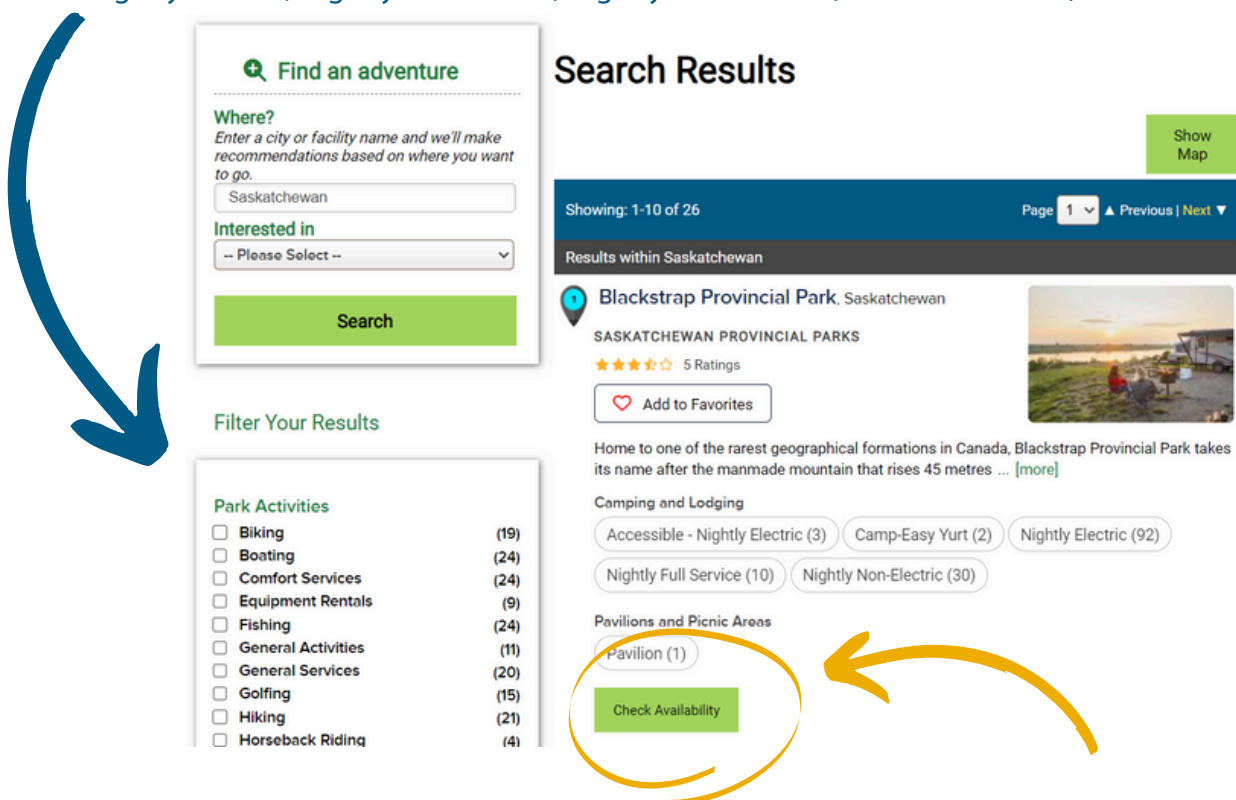 Find an adventure
Where?
Enter a city or facility name and we'll make
recommendations based on where you want
to go.
Saskatchewan
Interested in
-- Please Select --
Search
Filter Your Results
Park Activities
Biking (19)
Boating (24)
Comfort Services (24)
Equipment Rentals (9)
Fishing (24)
General Activities (11)
General Services (20)
Golfing (15)
Hiking (21)
Horseback Riding (4)
Search Results
Show
Map
Showing: 1-10 of 26 Page 1 ▲ Previous | Next ▼
Results within Saskatchewan
1 Blackstrap Provincial Park, Saskatchewan
SASKATCHEWAN PROVINCIAL PARKS
5 Ratings
Add to Favorites
Home to one of the rarest geographical formations in Canada, Blackstrap Provincial Park takes
its name after the manmade mountain that rises 45 metres ... [more]
Camping and Lodging
Accessible - Nightly Electric (3) Camp-Easy Yurt (2) Nightly Electric (92)
Nightly Full Service (10) Nightly Non-Electric (30)
Pavilions and Picnic Areas
Pavilion (1)
Check Availability